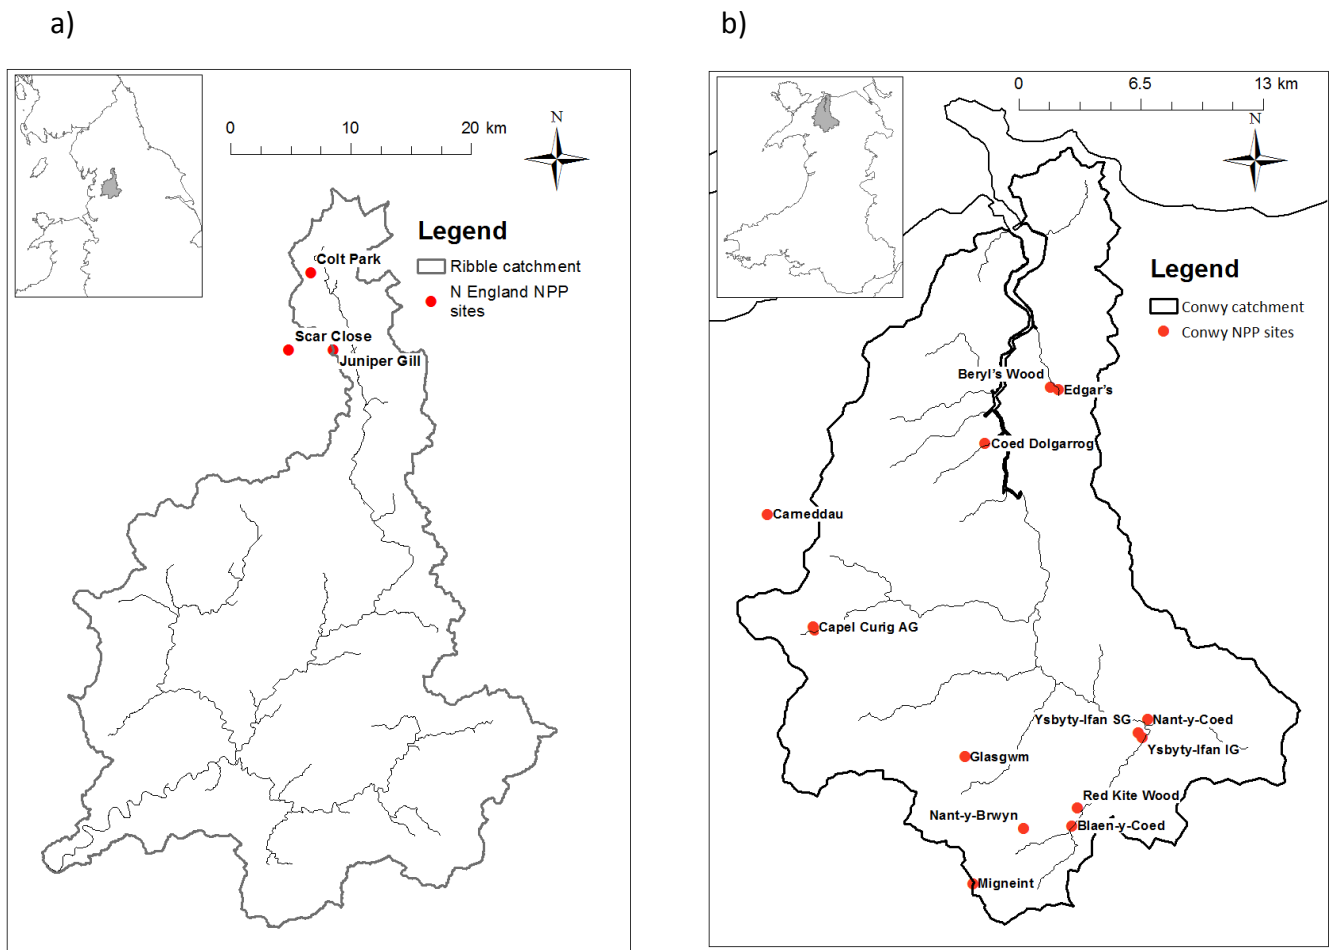 a)
0 10 20 km
N
Legend
Ribble catchment
N England NPP
sites
Colt Park
Scar Close
Juniper Gill
b)
0 6.5 13 km
N
Legend
Conwy catchment
Conwy NPP sites
Beryl's Wood
Edgar's
Coed Dolgarrog
Carneddau
Capel Curig AG
Ysbyty-Ifan SG
Nant-y-Coed
Ysbyty-Ifan IG
Glasgwm
Red Kite Wood
Nant-y-Brwyn
Blaen-y-Coed
Migneint